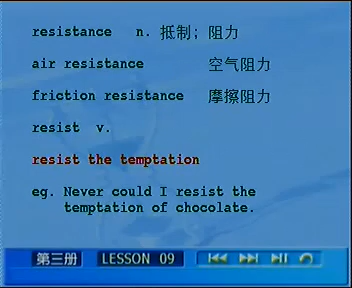 resistance n. 抵制; 阻力
air resistance 空气阻力
friction resistance 摩擦阻力
resist v.
resist the temptation
eg. Never could I resist the
temptation of chocolate.
第三册 LESSON 09